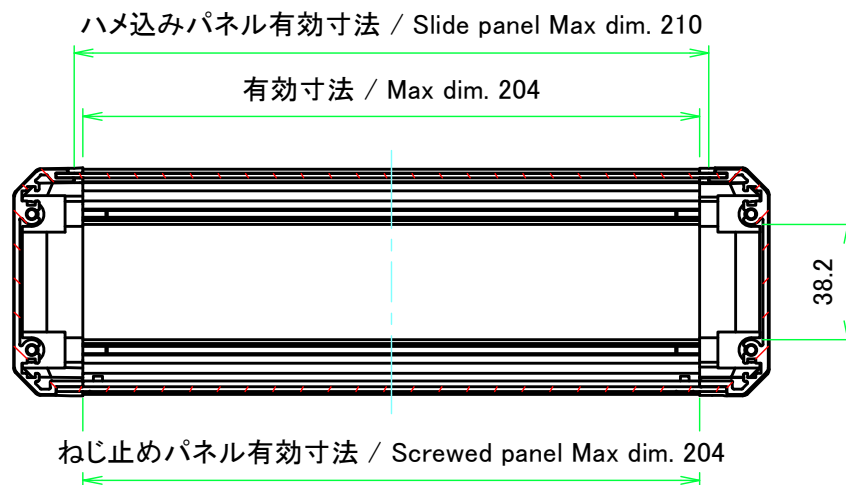 ハメ込みパネル有効寸法 / Slide panel Max dim. 210
有効寸法 / Max dim. 204
38.2
ねじ止めパネル有効寸法 / Screwed panel Max dim. 204